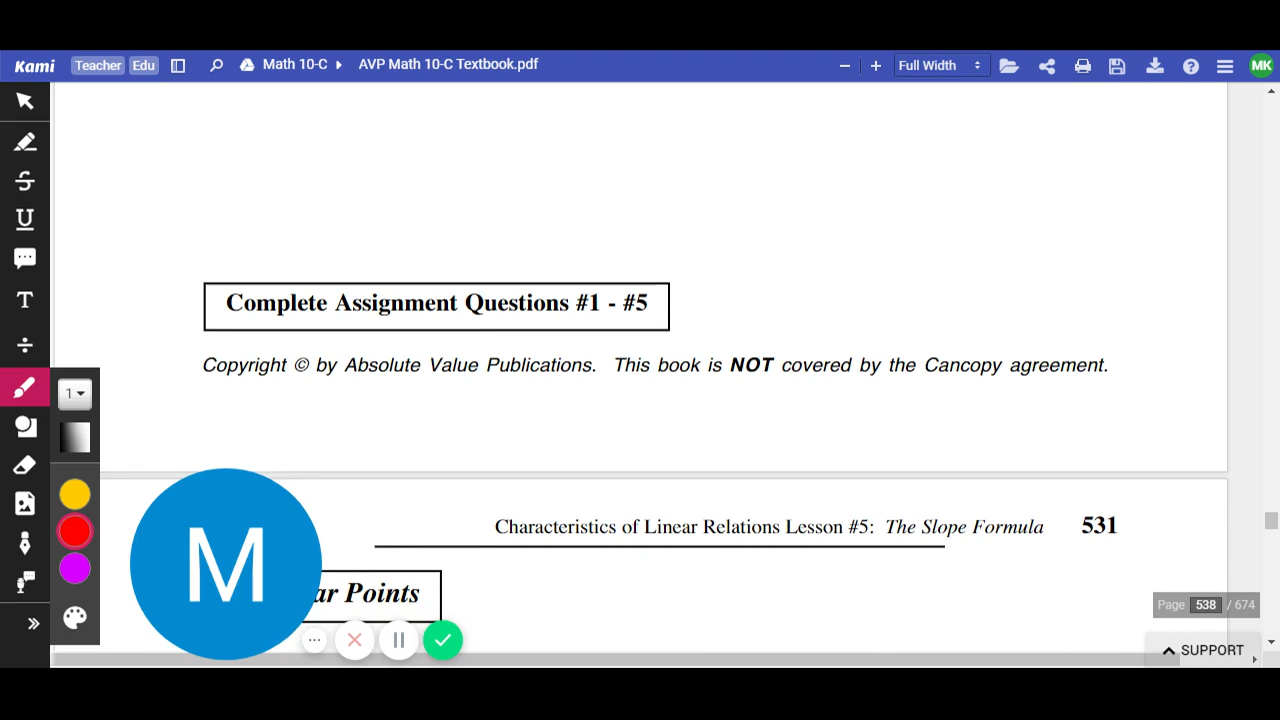 Kami Teacher Edu Math 10-C AVP Math 10-C Textbook.pdf Full Width MK
Complete Assignment Questions #1 - #5
Copyright © by Absolute Value Publications. This book is NOT covered by the Cancopy agreement.
1
Characteristics of Linear Relations Lesson #5: The Slope Formula 531
M
Points
Page 538 / 674
SUPPORT